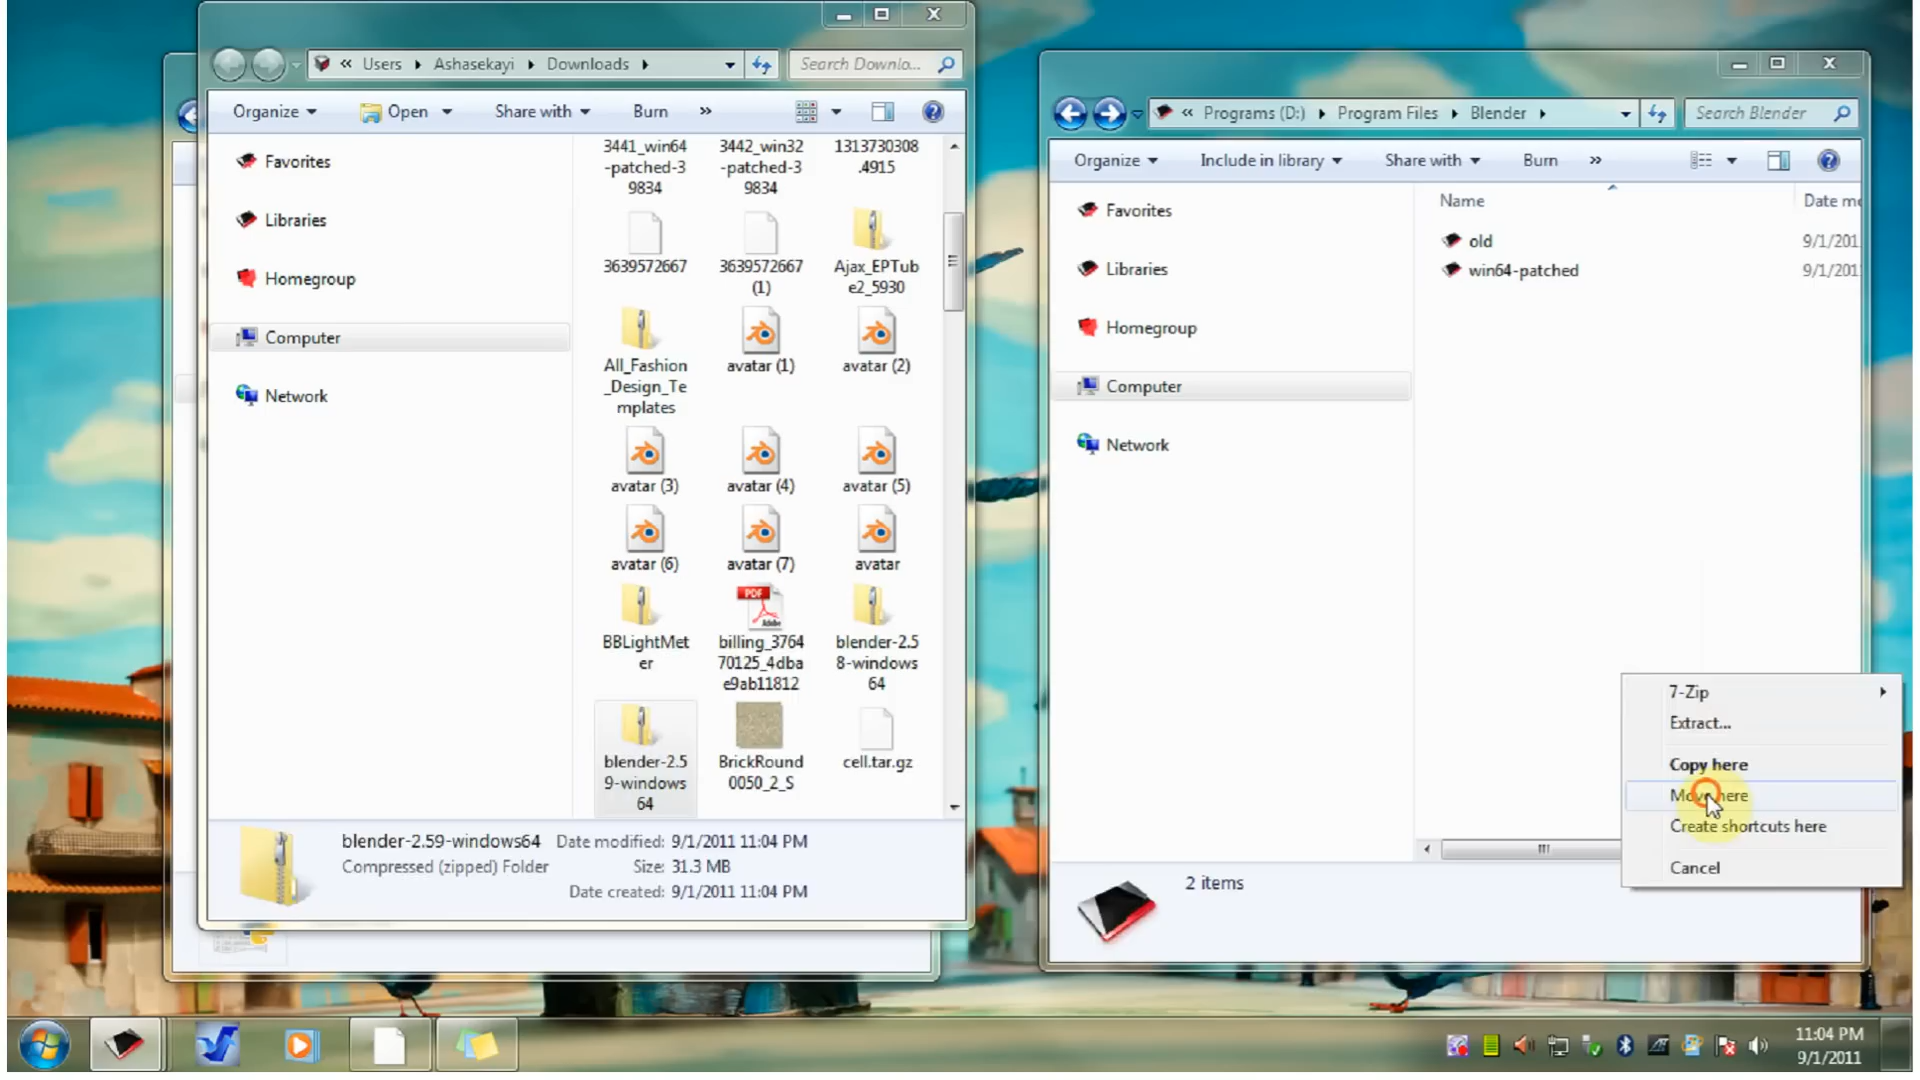 « Users Ashasekayi Downloads
Search Downlo...
Organize Open Share with Burn »
Favorites
Libraries
Homegroup
Computer
Network
3441_win64
-patched-3
9834
3442_win32
-patched-3
9834
1313730308
.4915
3639572667
3639572667
(1)
Ajax_EPTub
e2_5930
All_Fashion
_Design_Te
mplates
avatar (1)
avatar (2)
avatar (3)
avatar (4)
avatar (5)
avatar (6)
avatar (7)
avatar
BBLightMet
er
PDF
Adobe
billing_3764
70125_4dba
e9ab11812
blender-2.5
8-windows
64
blender-2.5
9-windows
64
BrickRound
0050_2_S
cell.tar.gz
blender-2.59-windows64 Date modified: 9/1/2011 11:04 PM
Compressed (zipped) Folder Size: 31.3 MB
Date created: 9/1/2011 11:04 PM
« Programs (D:) Program Files Blender
Search Blender
Organize Include in library Share with Burn »
Favorites
Libraries
Homegroup
Computer
Network
Name Date mo
old 9/1/201
win64-patched 9/1/201
7-Zip
Extract...
Copy here
Move here
Create shortcuts here
Cancel
2 items
11:04 PM
9/1/2011